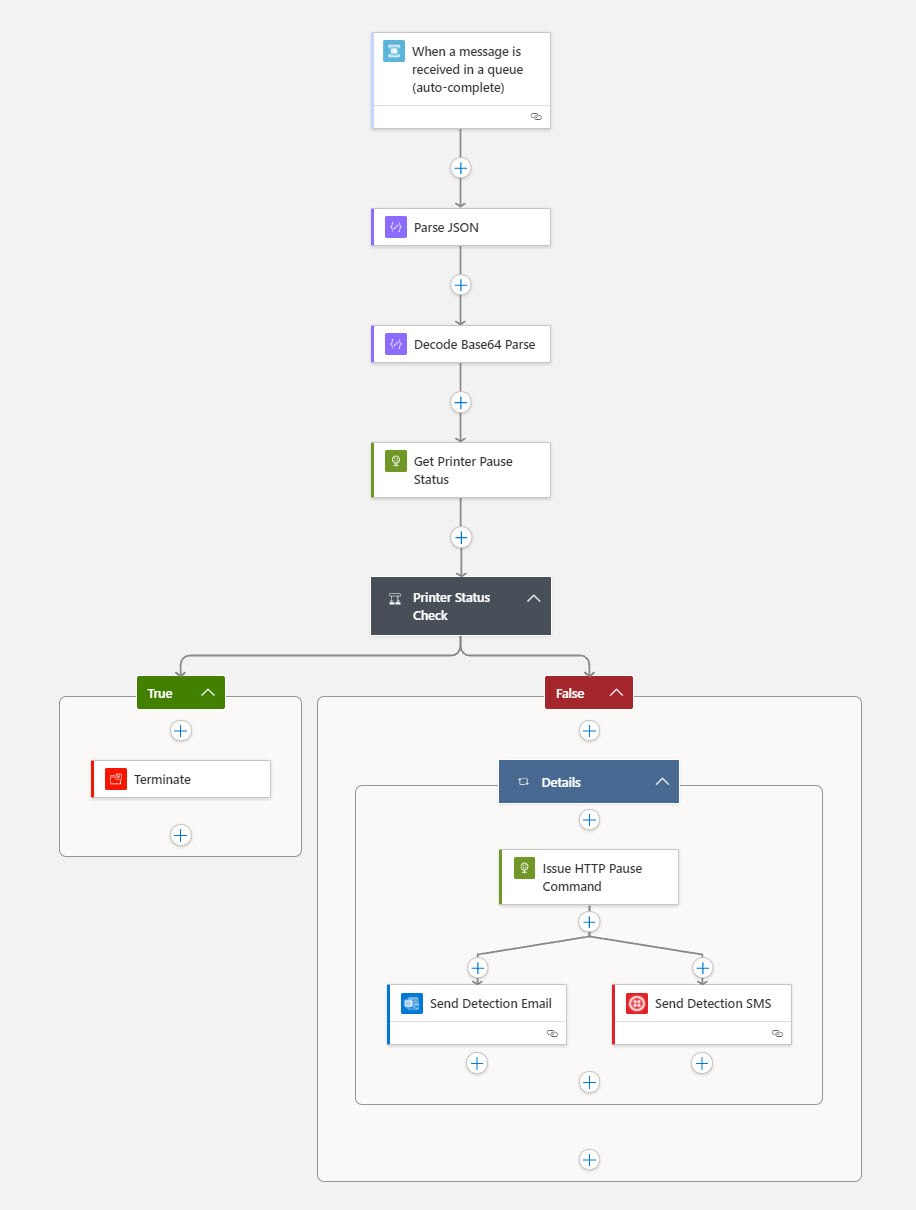 When a message is
received in a queue
(auto-complete)
Parse JSON
Decode Base64 Parse
Get Printer Pause
Status
Printer Status
Check
True
False
Terminate
Details
Issue HTTP Pause
Command
Send Detection Email
Send Detection SMS